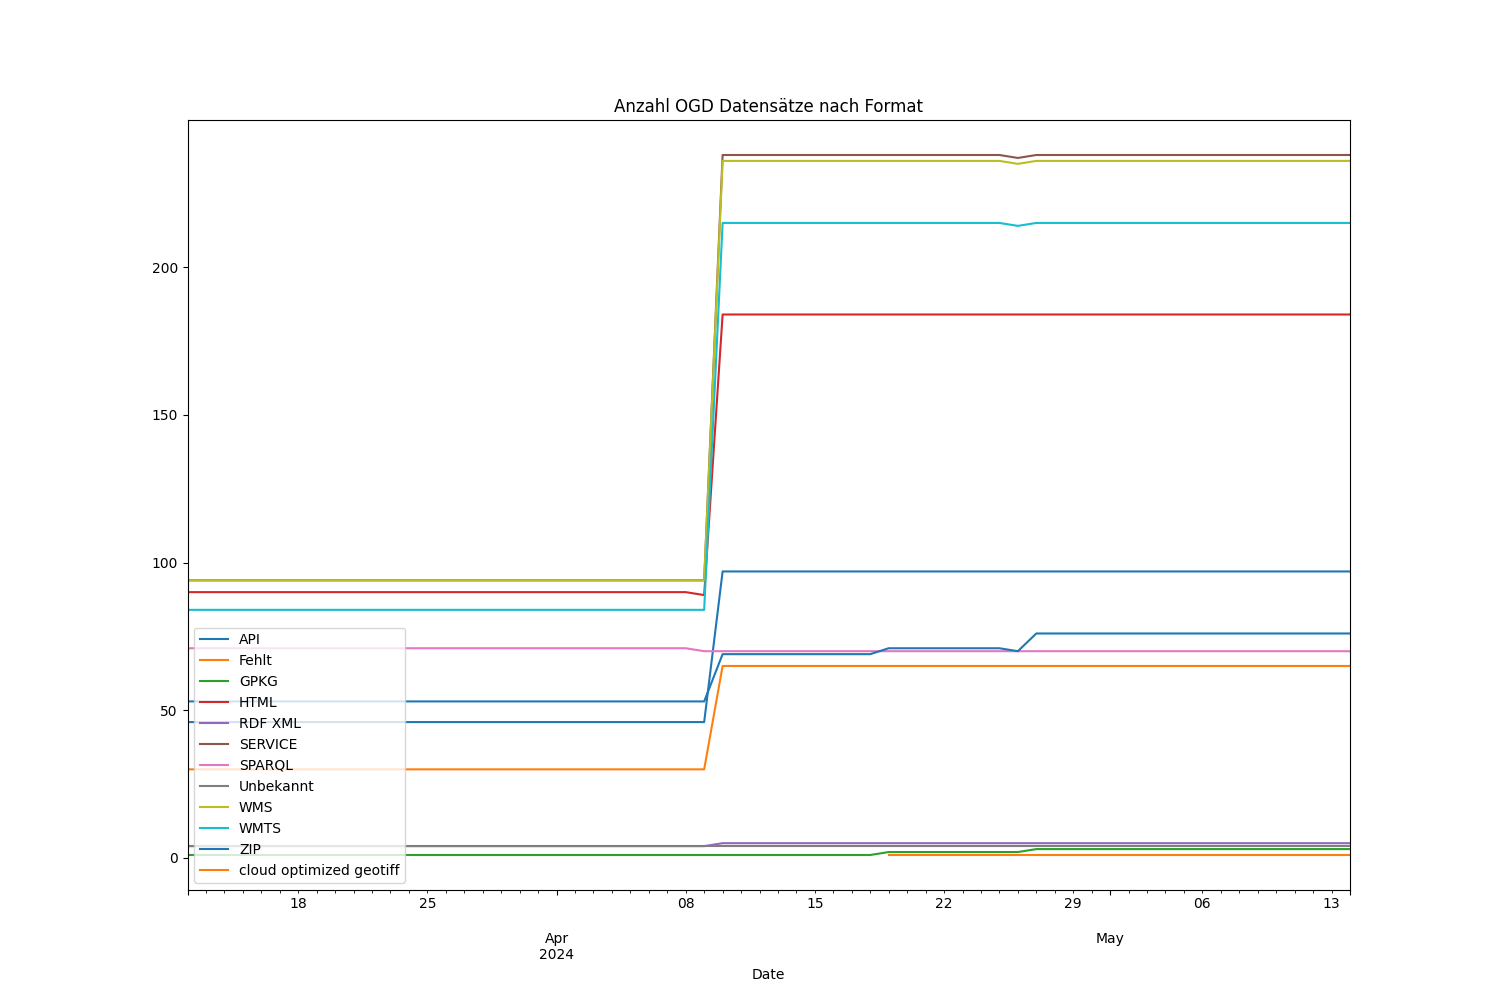 Anzahl OGD Datensätze nach Format
200
150
100
50
0
API
Fehlt
GPKG
HTML
RDF XML
SERVICE
SPARQL
Unbekannt
WMS
WMTS
ZIP
cloud optimized geotiff
18 25 08 15 22 29 06 13
Apr May
2024
Date